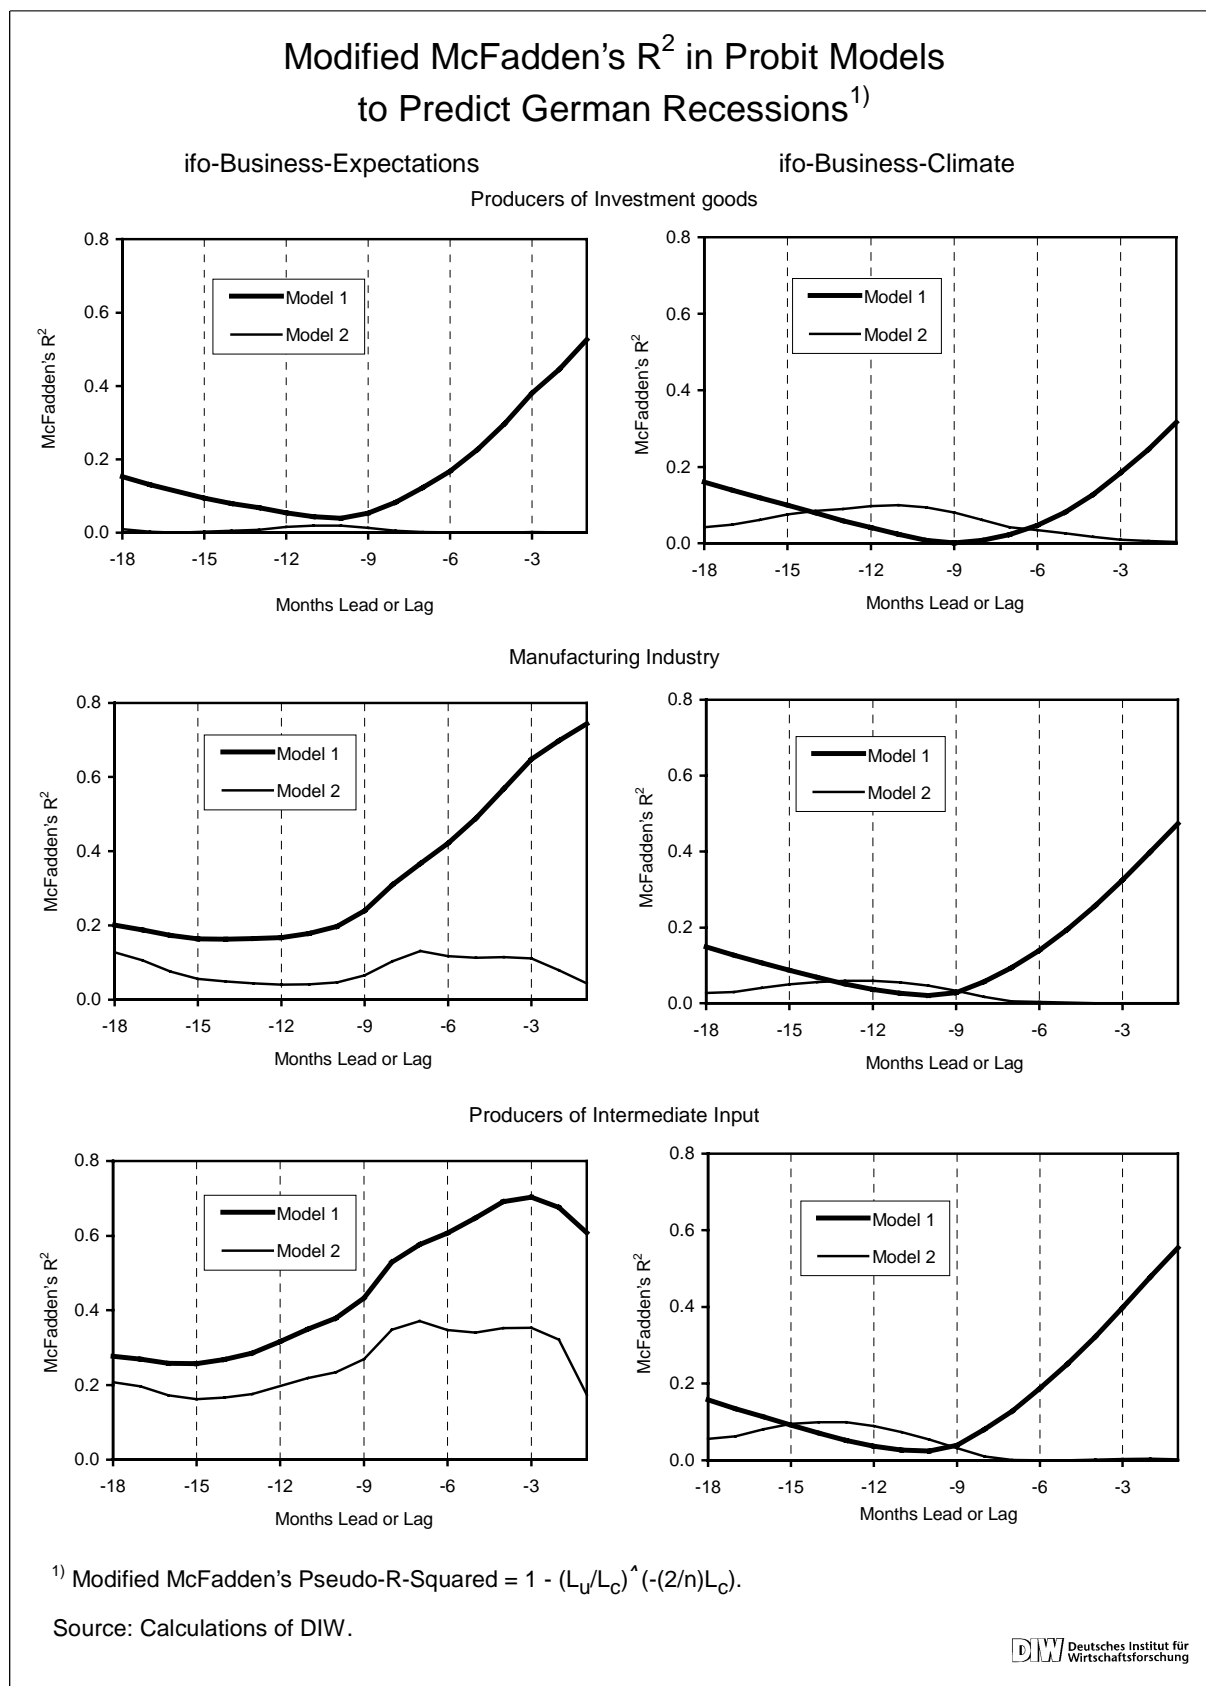 Modified McFadden's R2 in Probit Models
to Predict German Recessions1)
ifo-Business-Expectations
ifo-Business-Climate
Producers of Investment goods
0.8
0.6
0.4
0.2
0.0
McFadden's R2
Model 1
Model 2
-18 -15 -12 -9 -6 -3
Months Lead or Lag
0.8
0.6
0.4
0.2
0.0
McFadden's R2
Model 1
Model 2
-18 -15 -12 -9 -6 -3
Months Lead or Lag
Manufacturing Industry
0.8
0.6
0.4
0.2
0.0
McFadden's R2
Model 1
Model 2
-18 -15 -12 -9 -6 -3
Months Lead or Lag
0.8
0.6
0.4
0.2
0.0
McFadden's R2
Model 1
Model 2
-18 -15 -12 -9 -6 -3
Months Lead or Lag
Producers of Intermediate Input
0.8
0.6
0.4
0.2
0.0
McFadden's R2
Model 1
Model 2
-18 -15 -12 -9 -6 -3
Months Lead or Lag
0.8
0.6
0.4
0.2
0.0
McFadden's R2
Model 1
Model 2
-18 -15 -12 -9 -6 -3
Months Lead or Lag
1) Modified McFadden's Pseudo-R-Squared = 1 - (Lu/Lc)^(-(2/n)Lc).
Source: Calculations of DIW.
DIW Deutsches Institut für
Wirtschaftsforschung